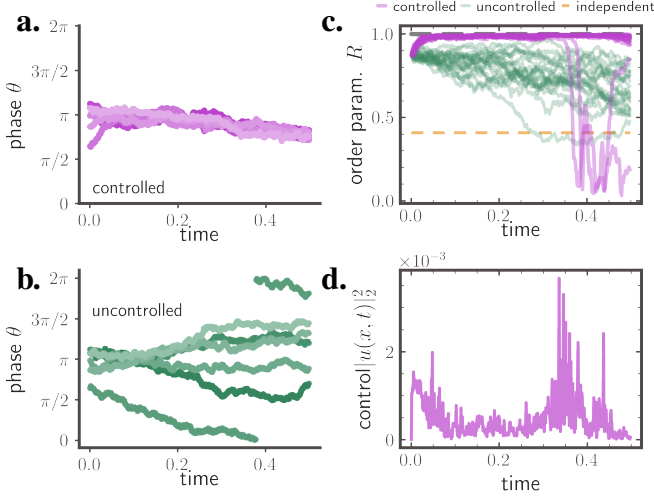 controlled uncontrolled independent
a.
2π
3π/2
π
π/2
0
phase θ
controlled
0.0 0.2 0.4
time
c.
1.0
0.5
0.0
order param. R
0.0 0.2 0.4
time
b.
2π
3π/2
π
π/2
0
phase θ
uncontrolled
0.0 0.2 0.4
time
d.
×10⁻³
2
0
control|u(x, t)|²₂
0.0 0.2 0.4
time